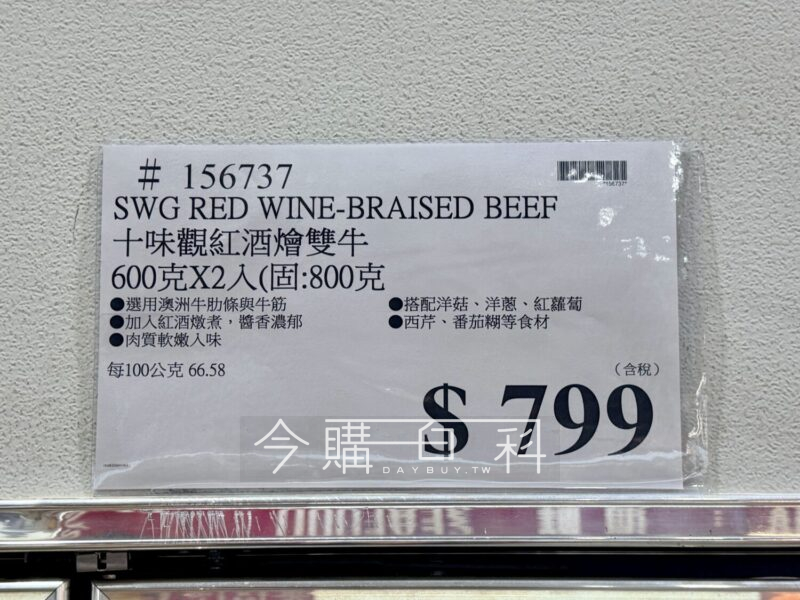 # 156737
*156737*
SWG RED WINE-BRAISED BEEF
十味觀紅酒燴雙牛
600克X2入(固:800克
●選用澳洲牛肋條與牛筋
●加入紅酒燉煮，醬香濃郁
●肉質軟嫩入味
●搭配洋菇、洋蔥、紅蘿蔔
●西芹、番茄糊等食材
每100公克 66.58
（含稅）
$ 799
今購百科
DAYBUY.TW